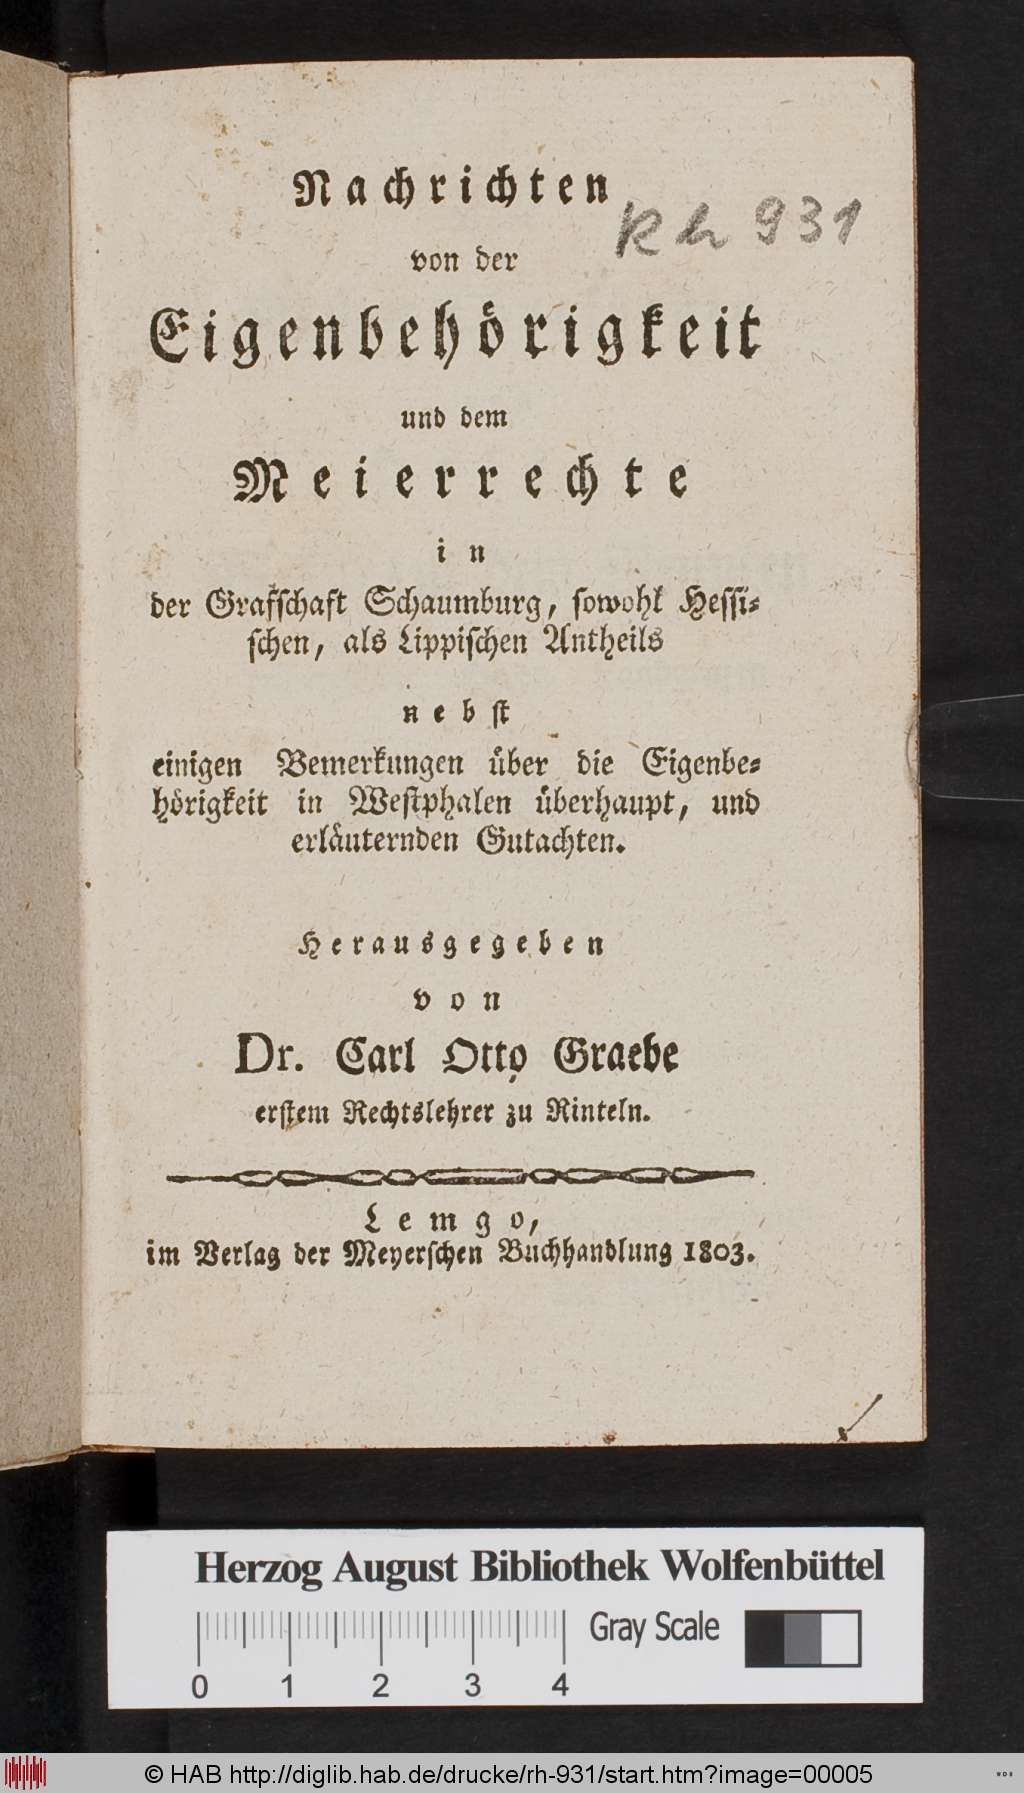 Nachrichten
Rh 931
von der
Eigenbehörigkeit
und dem
Meierrechte
in
der Grafschaft Schaumburg, sowohl Hessi-
schen, als Lippischen Antheils
nebst
einigen Bemerkungen über die Eigenbe-
hörigkeit in Westphalen überhaupt, und
erläuternden Gutachten.
Herausgegeben
von
Dr. Carl Otto Graebe
erstem Rechtslehrer zu Rinteln.
Lemgo,
im Verlag der Meyerschen Buchhandlung 1803.
Herzog August Bibliothek Wolfenbüttel
Gray Scale
0 1 2 3 4
© HAB http://diglib.hab.de/drucke/rh-931/start.htm?image=00005